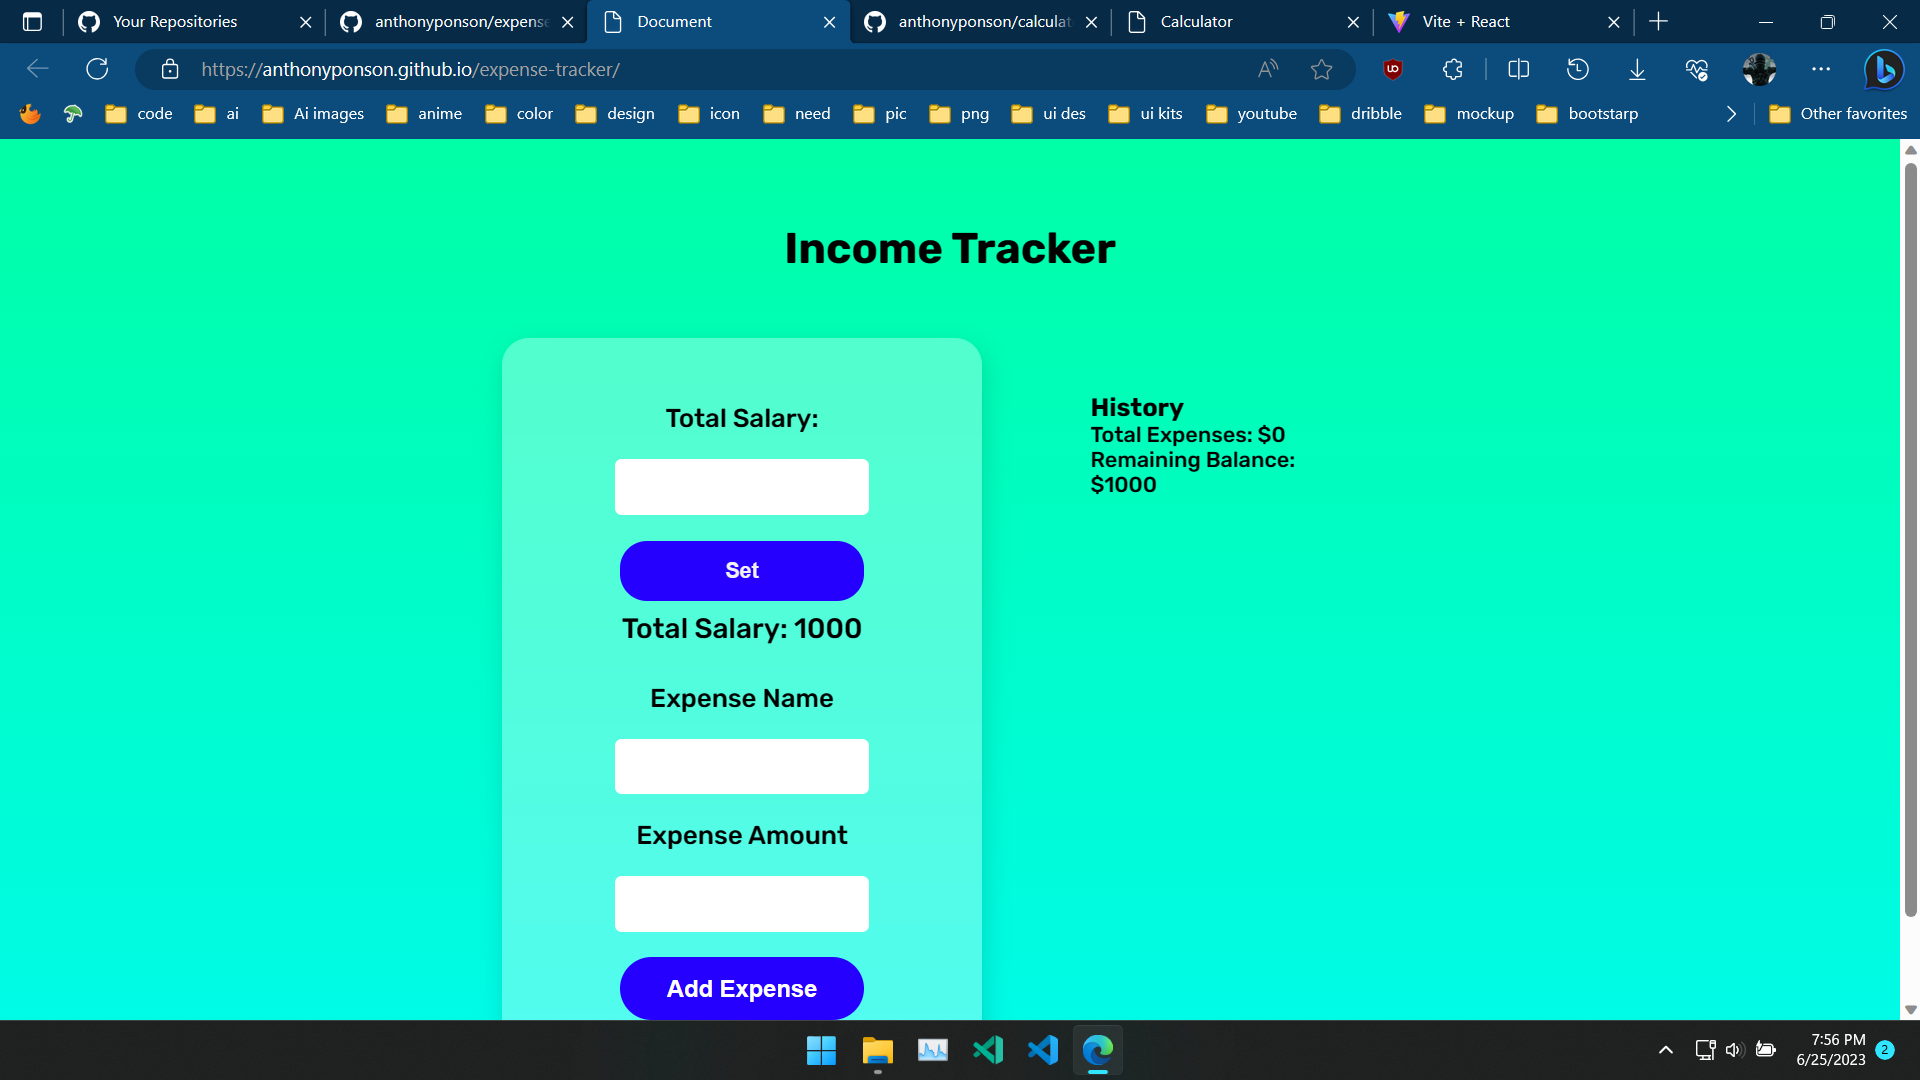 Your Repositories
anthonyponson/expense
Document
anthonyponson/calculat
Calculator
Vite + React
https://anthonyponson.github.io/expense-tracker/
code
ai
Ai images
anime
color
design
icon
need
pic
png
ui des
ui kits
youtube
dribble
mockup
bootstarp
Other favorites
Income Tracker
Total Salary:
Set
Total Salary: 1000
Expense Name
Expense Amount
Add Expense
History
Total Expenses: $0
Remaining Balance:
$1000
7:56 PM
6/25/2023
2